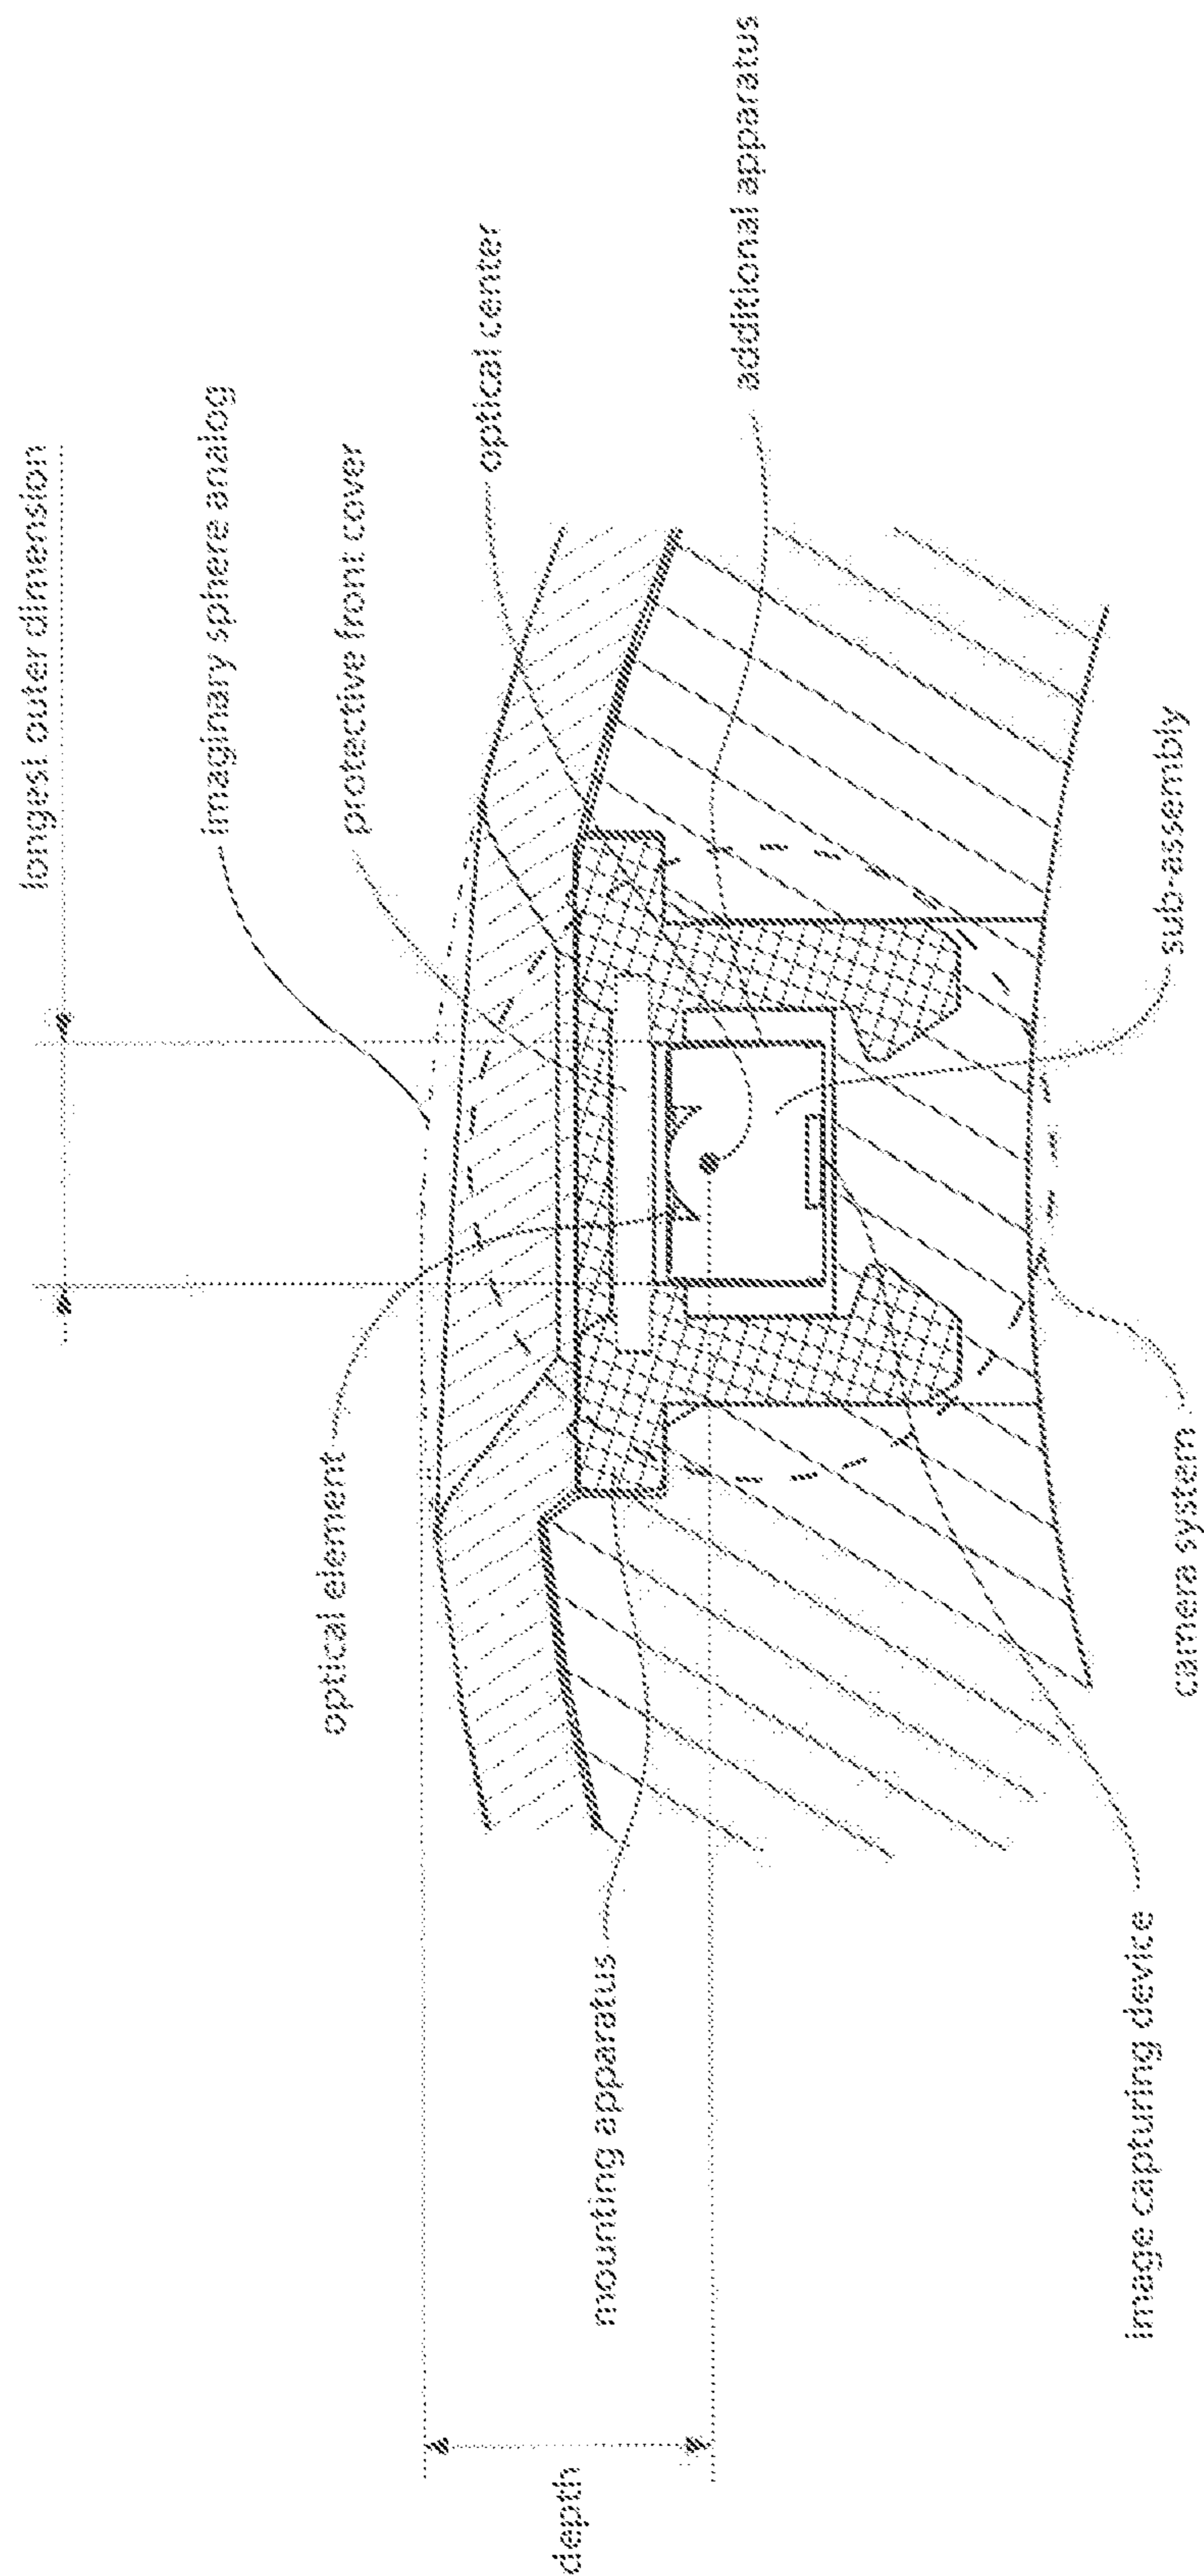 longest outer dimension
imaginary sphere analog
protective front cover
optical center
additional apparatus
optical element
sub-assembly
mounting apparatus
camera system
image capturing device
depth